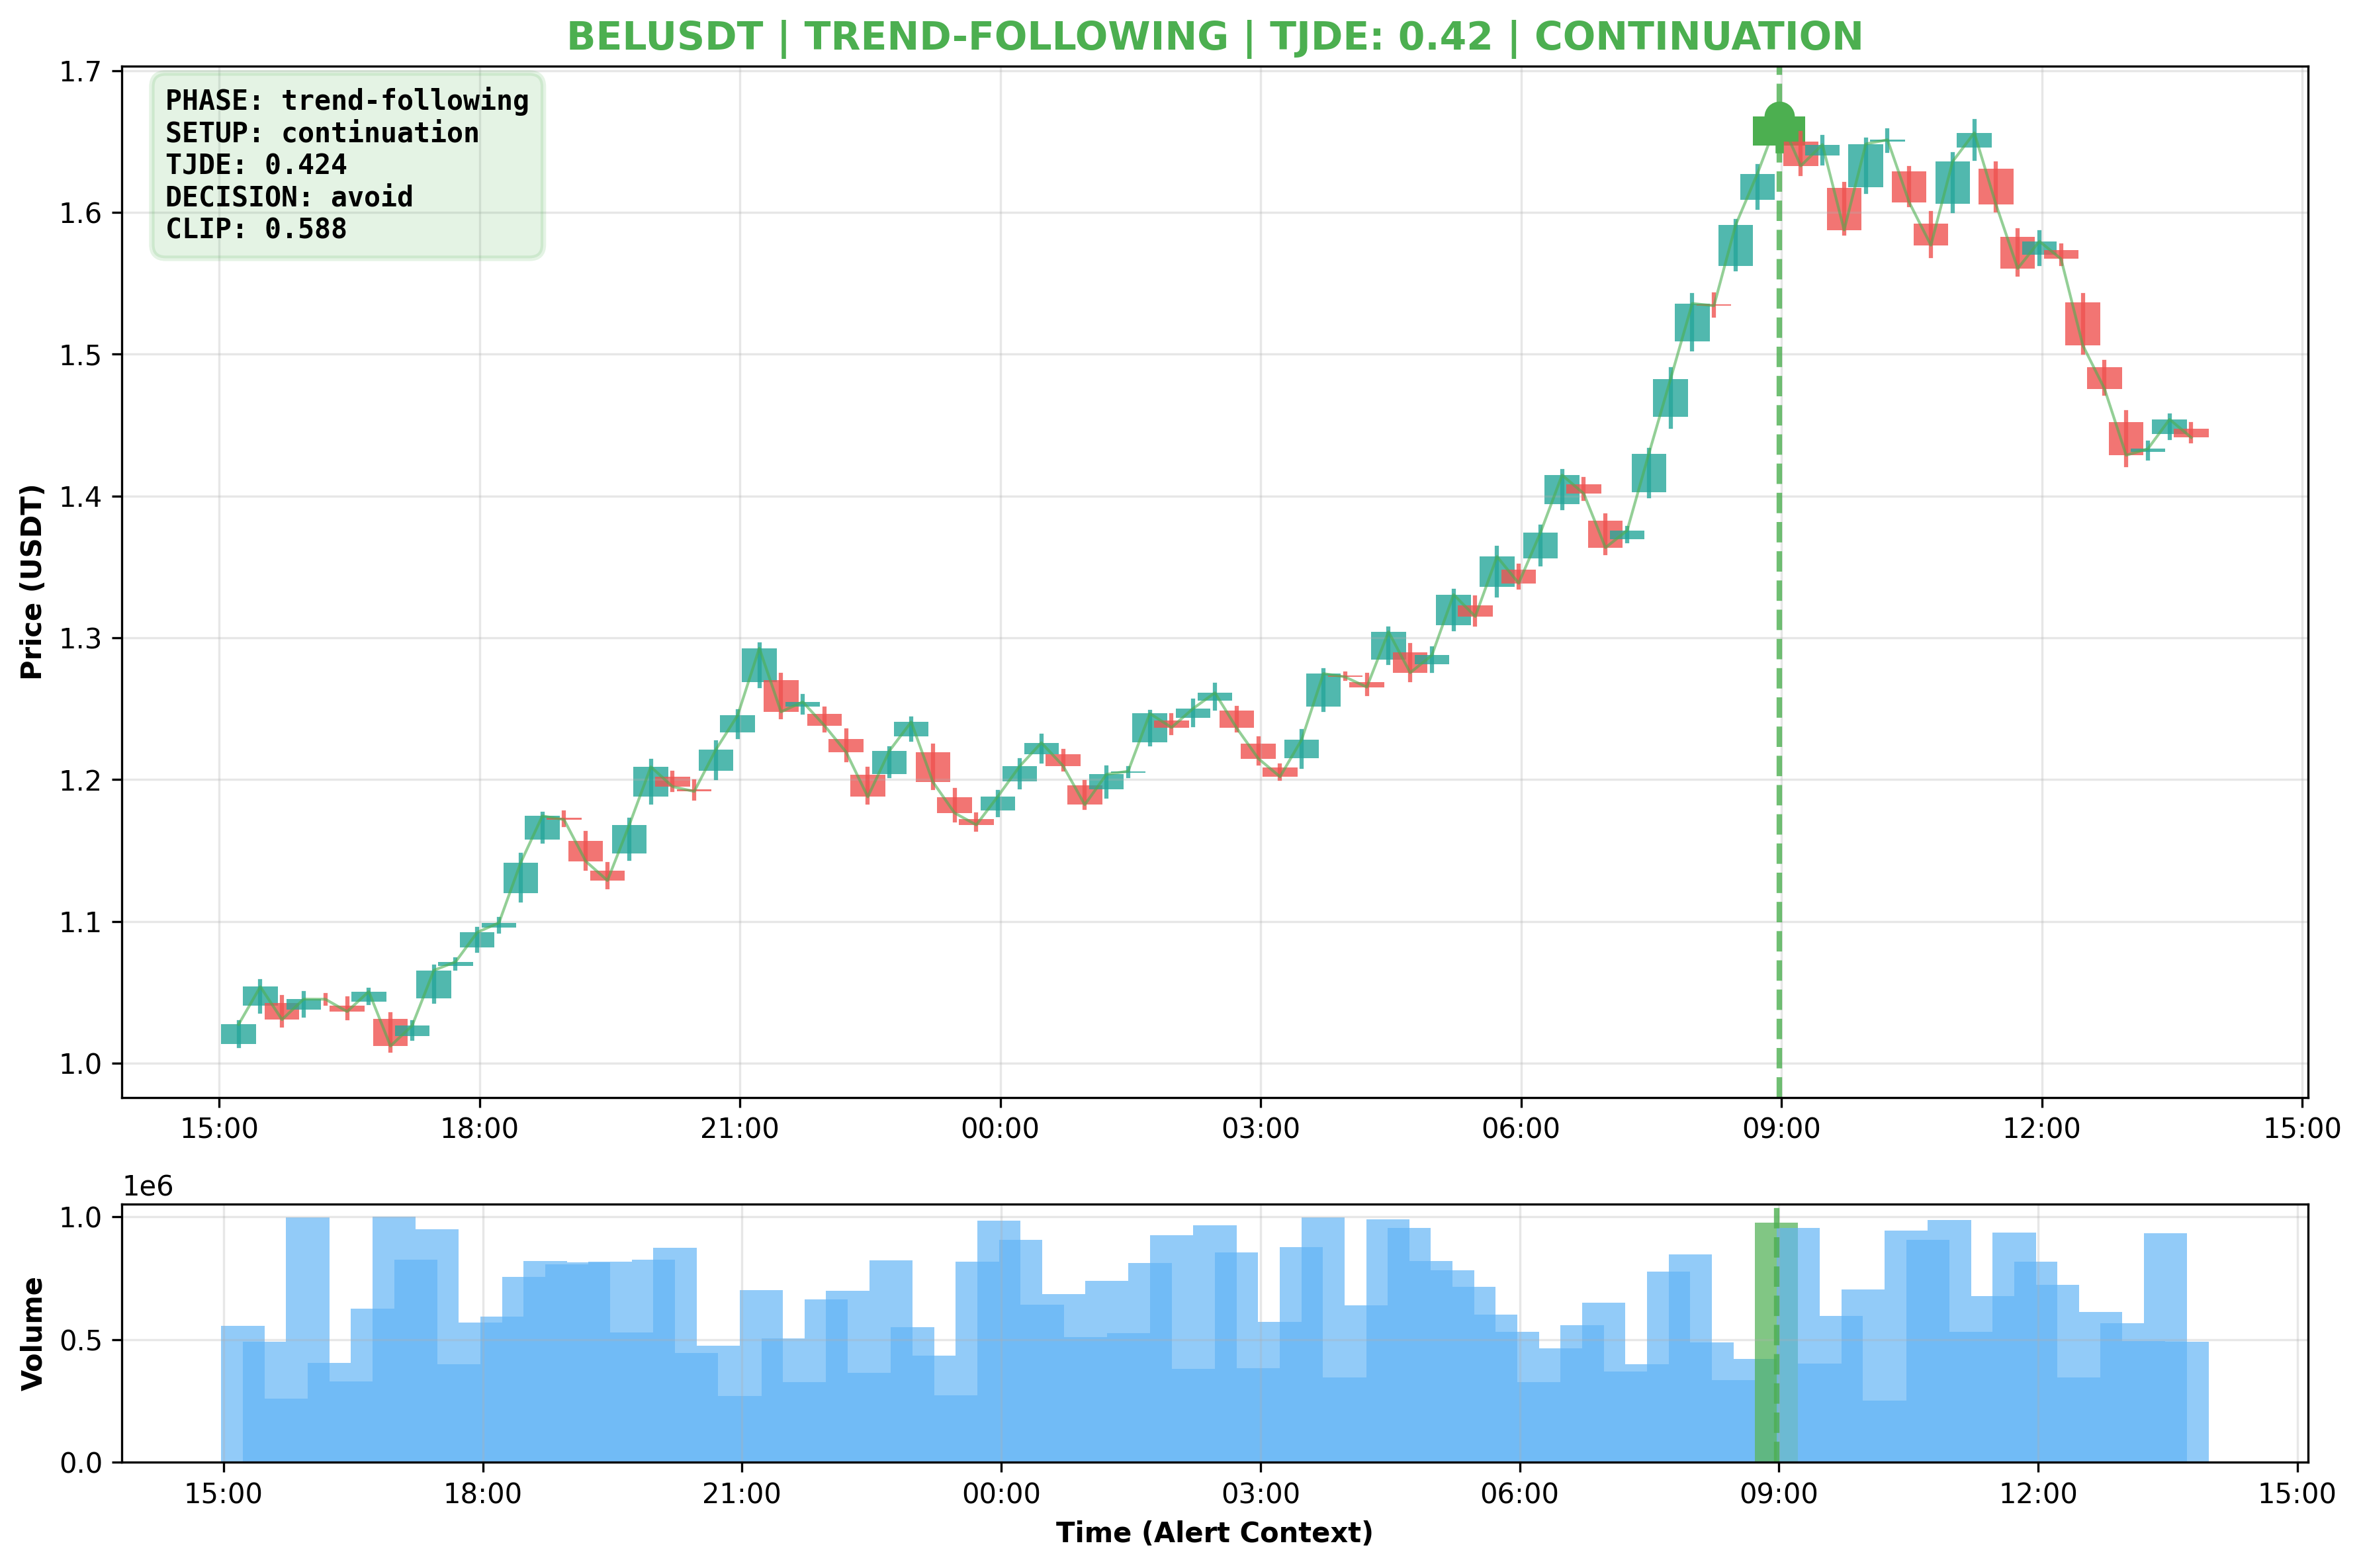 BELUSDT | TREND-FOLLOWING | TJDE: 0.42 | CONTINUATION
PHASE: trend-following
SETUP: continuation
TJDE: 0.424
DECISION: avoid
CLIP: 0.588
Price (USDT)
1.7
1.6
1.5
1.4
1.3
1.2
1.1
1.0
15:00 18:00 21:00 00:00 03:00 06:00 09:00 12:00 15:00
1e6
Volume
1.0
0.5
0.0
15:00 18:00 21:00 00:00 03:00 06:00 09:00 12:00 15:00
Time (Alert Context)